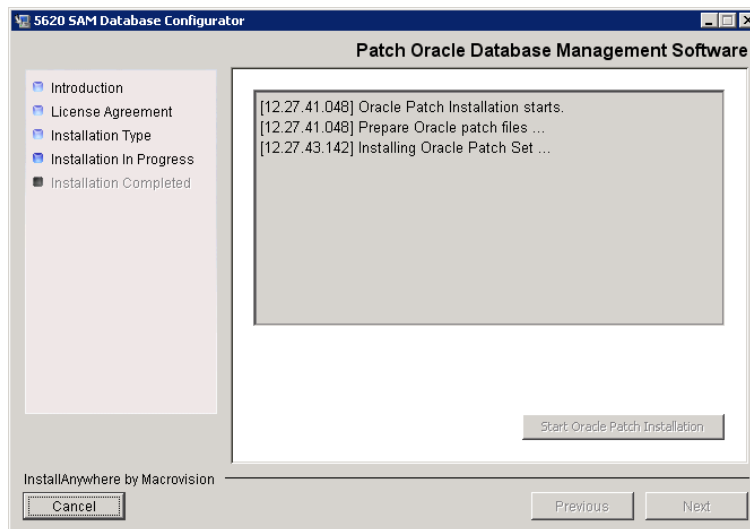 5620 SAM Database Configurator
Patch Oracle Database Management Software
Introduction
License Agreement
Installation Type
Installation In Progress
Installation Completed
[12.27.41.048] Oracle Patch Installation starts.
[12.27.41.048] Prepare Oracle patch files ...
[12.27.43.142] Installing Oracle Patch Set ...
Start Oracle Patch Installation
InstallAnywhere by Macrovision
Cancel
Previous
Next